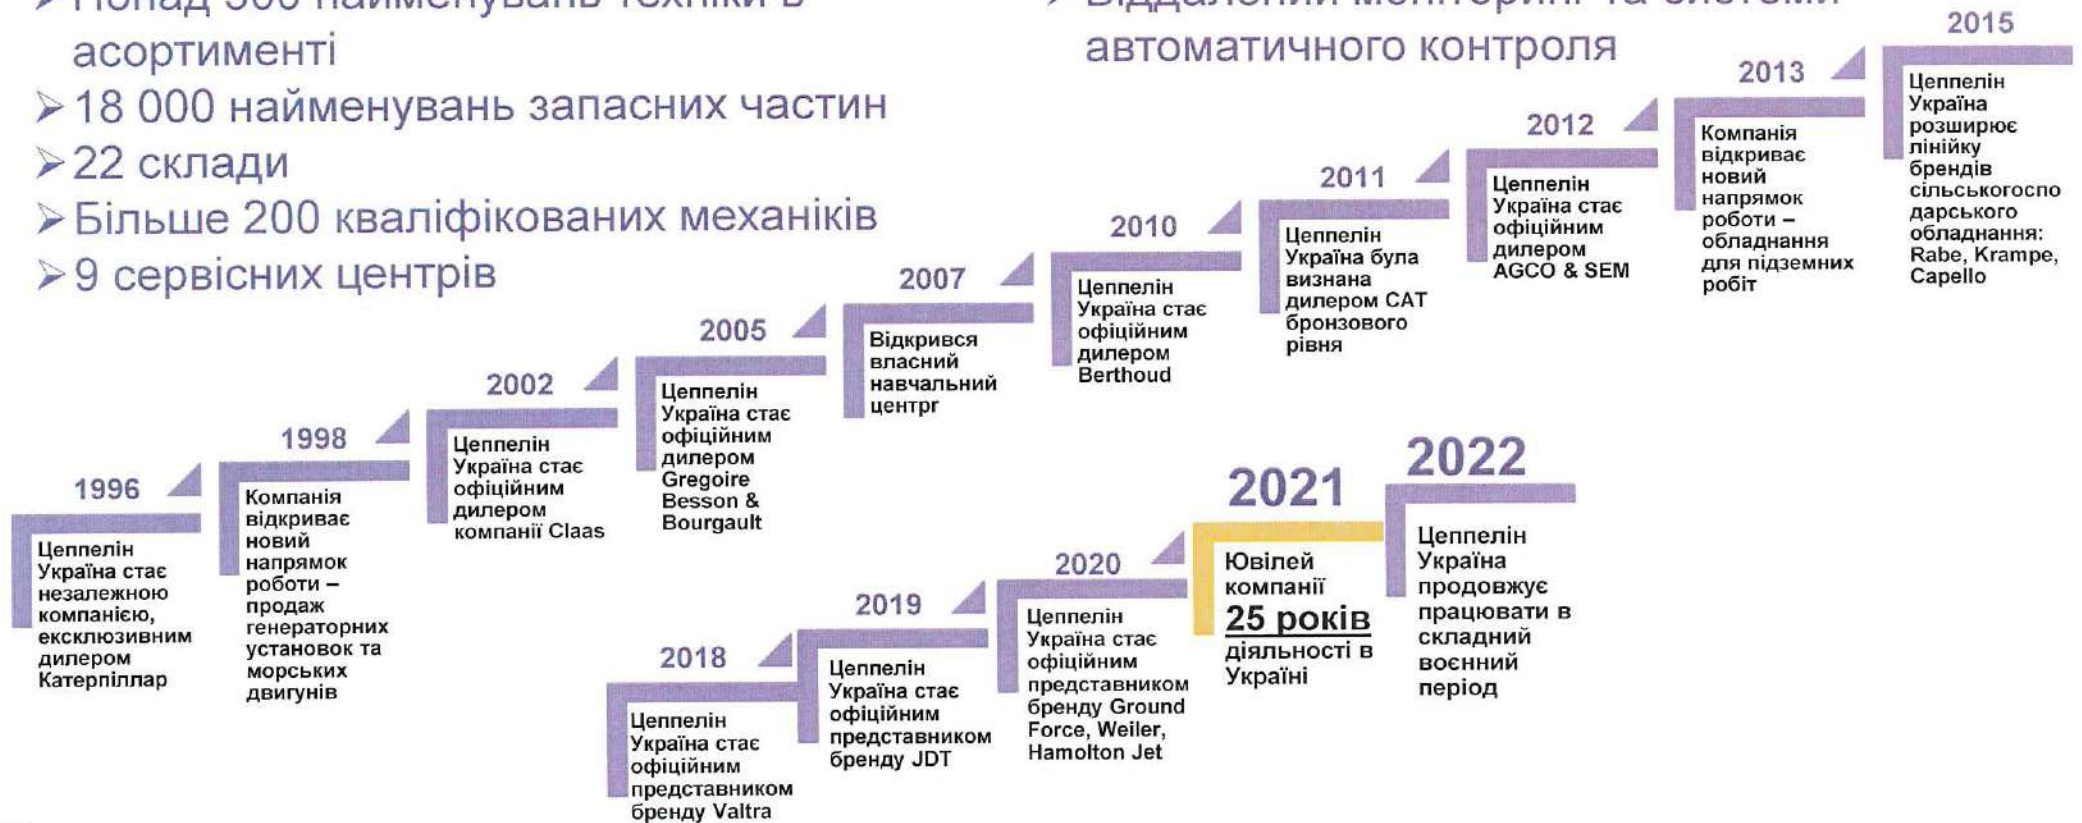 асортименті
➢ 18 000 найменувань запасних частин
➢ 22 склади
➢ Більше 200 кваліфікованих механіків
➢ 9 сервісних центрів
автоматичного контроля
1996
Цеппелін
Україна стає
незалежною
компанією,
ексклюзивним
дилером
Катерпіллар
1998
Компанія
відкриває
новий
напрямок
роботи –
продаж
генераторних
установок та
морських
двигунів
2002
Цеппелін
Україна стає
офіційним
дилером
компанії Claas
2005
Цеппелін
Україна стає
офіційним
дилером
Gregoire
Besson &
Bourgault
2007
Відкрився
власний
навчальний
центрг
2010
Цеппелін
Україна стає
офіційним
дилером
Berthoud
2011
Цеппелін
Україна була
визнана
дилером CAT
бронзового
рівня
2012
Цеппелін
Україна стає
офіційним
дилером
AGCO & SEM
2013
Компанія
відкриває
новий
напрямок
роботи –
обладнання
для підземних
робіт
2015
Цеппелін
Україна
розширює
лінійку
брендів
сільськогоспо
дарського
обладнання:
Rabe, Krampe,
Capello
2018
Цеппелін
Україна стає
офіційним
представником
бренду Valtra
2019
Цеппелін
Україна стає
офіційним
представником
бренду JDT
2020
Цеппелін
Україна стає
офіційним
представником
бренду Ground
Force, Weiler,
Hamolton Jet
2021
Ювілей
компанії
25 років
діяльності в
Україні
2022
Цеппелін
Україна
продовжує
працювати в
складний
воєнний
період